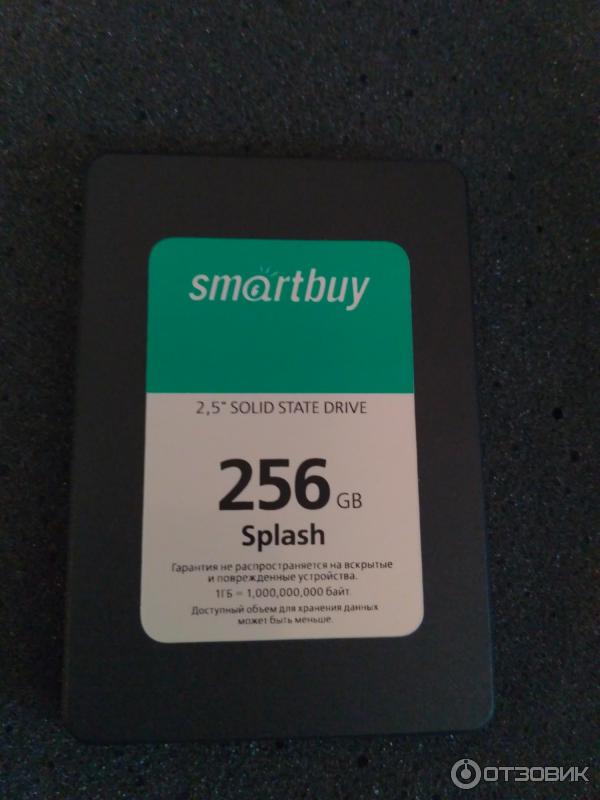 smartbuy
2,5" SOLID STATE DRIVE
256 GB
Splash
Гарантия не распространяется на вскрытые
и поврежденные устройства.
1ГБ = 1,000,000,000 байт.
Доступный объем для хранения данных
может быть меньше.
ОТЗОВИК